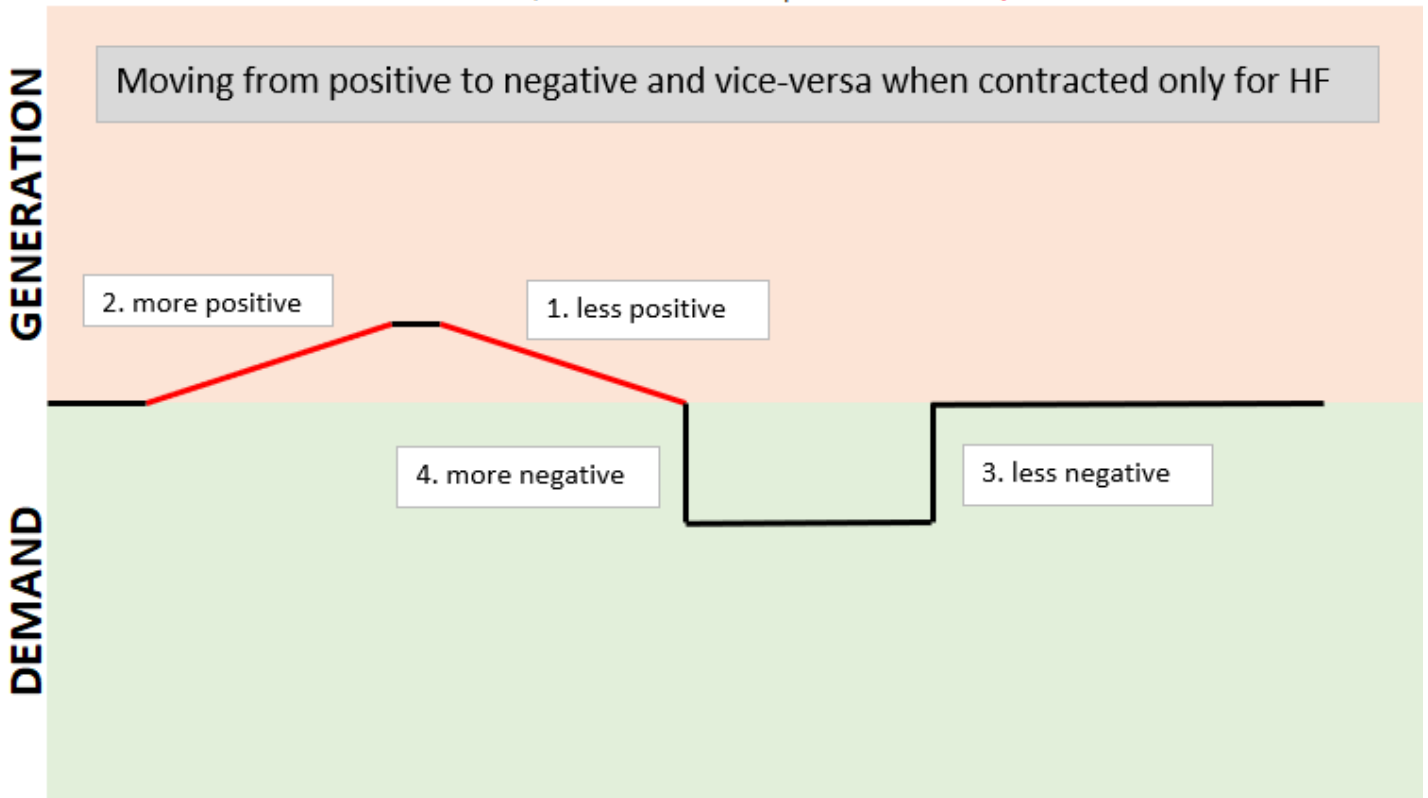 Moving from positive to negative and vice-versa when contracted only for HF
GENERATION
2. more positive
1. less positive
4. more negative
3. less negative
DEMAND